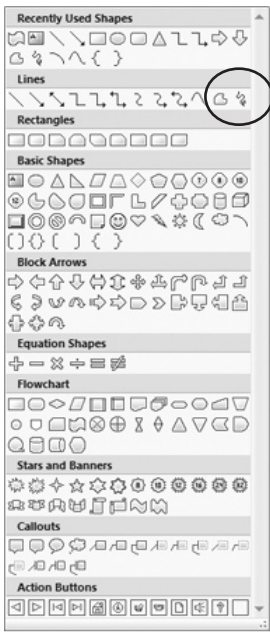 Recently Used Shapes
Lines
Rectangles
Basic Shapes
Block Arrows
Equation Shapes
Flowchart
Stars and Banners
Callouts
Action Buttons